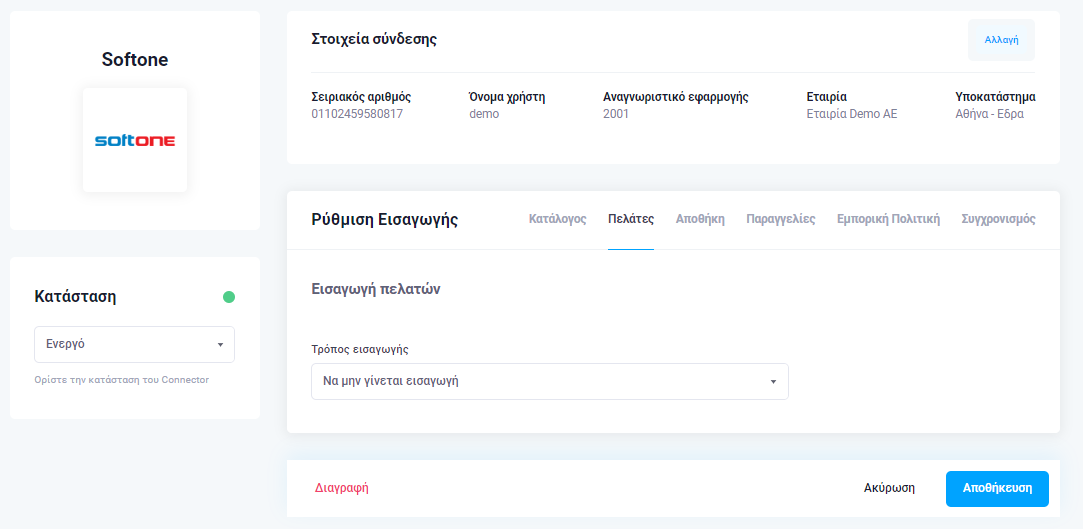 Softone
softone
Κατάσταση
Ενεργό
Ορίστε την κατάσταση του Connector
Στοιχεία σύνδεσης
Αλλαγή
Σειριακός αριθμός Όνομα χρήστη Αναγνωριστικό εφαρμογής Εταιρία Υποκατάστημα
01102459580817 demo 2001 Εταιρία Demo ΑΕ Αθήνα - Εδρα
Ρύθμιση Εισαγωγής Κατάλογος Πελάτες Αποθήκη Παραγγελίες Εμπορική Πολιτική Συγχρονισμός
Εισαγωγή πελατών
Τρόπος εισαγωγής
Να μην γίνεται εισαγωγή
Διαγραφή Ακύρωση Αποθήκευση